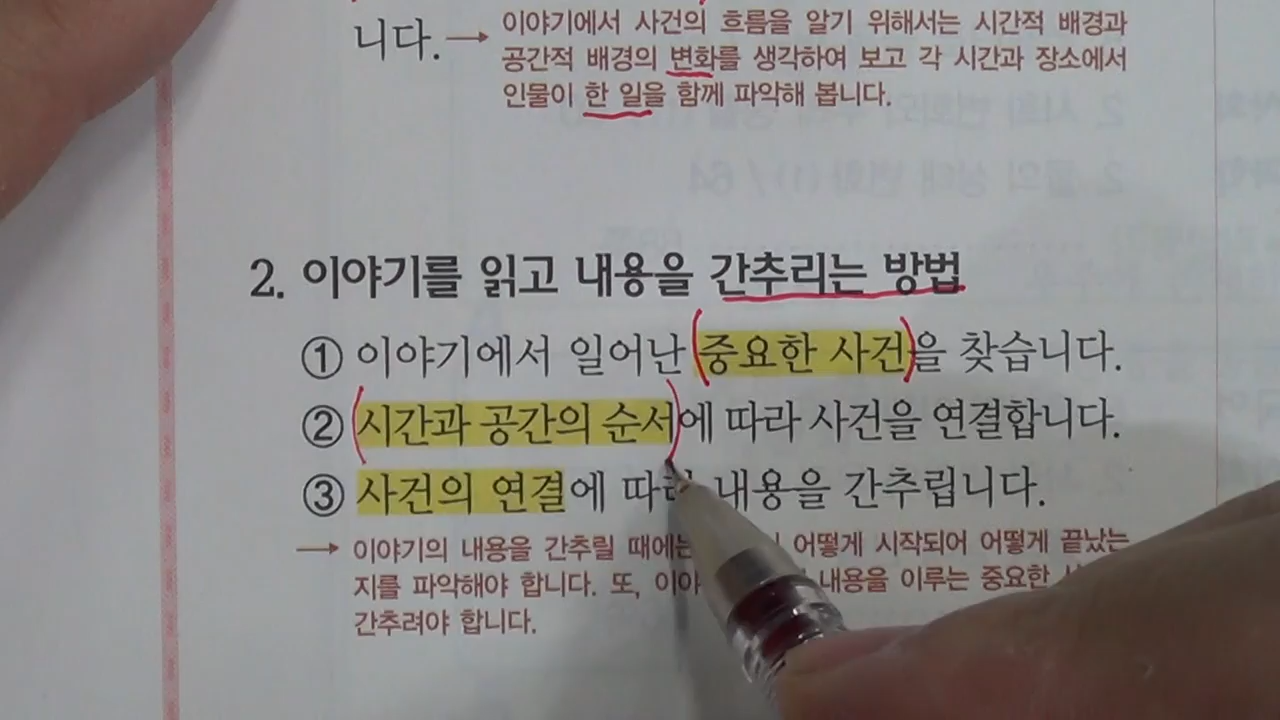 니다. → 이야기에서 사건의 흐름을 알기 위해서는 시간적 배경과
공간적 배경의 변화를 생각하여 보고 각 시간과 장소에서
인물이 한 일을 함께 파악해 봅니다.
2. 이야기를 읽고 내용을 간추리는 방법
① 이야기에서 일어난 (중요한 사건)을 찾습니다.
② (시간과 공간의 순서)에 따라 사건을 연결합니다.
③ 사건의 연결에 따라 내용을 간추립니다.
→ 이야기의 내용을 간추릴 때에는 어떻게 시작되어 어떻게 끝났는
지를 파악해야 합니다. 또, 내용을 이루는 중요한
간추려야 합니다.